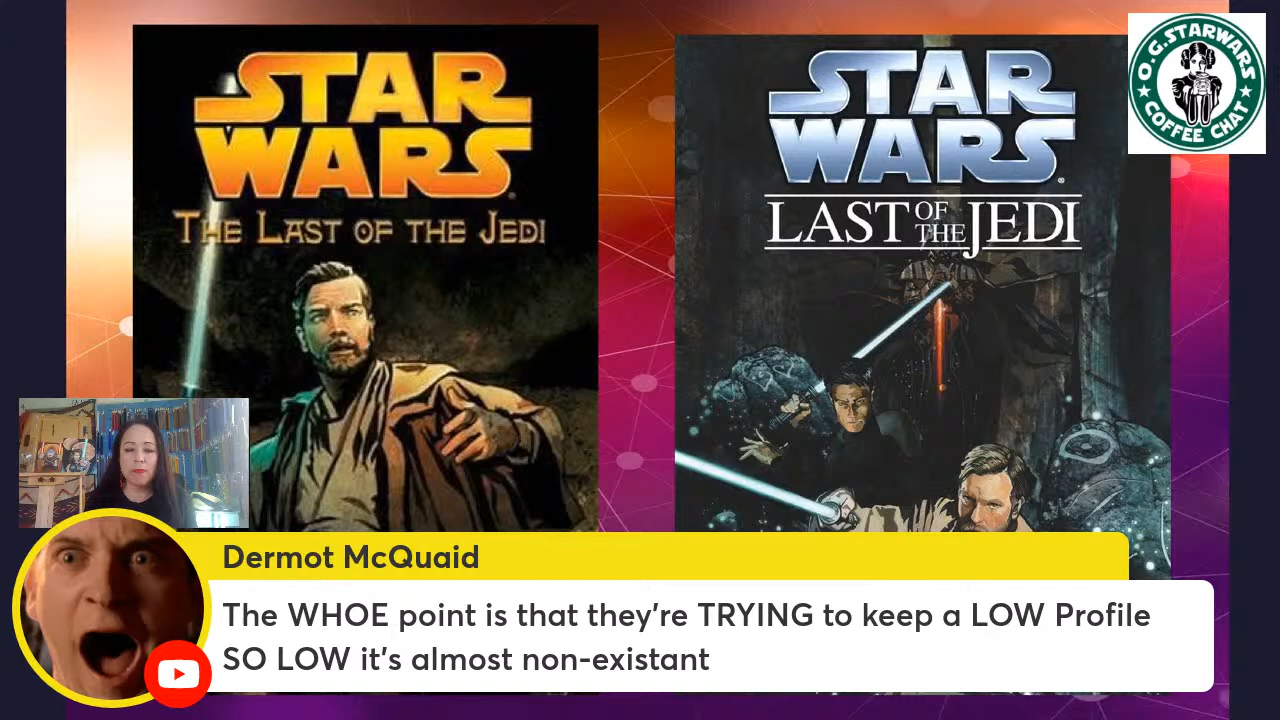 STAR
WARS
THE LAST OF THE JEDI
STAR
WARS
LAST OF THE JEDI
O.G.STARWARS
COFFEE CHAT
Dermot McQuaid
The WHOE point is that they're TRYING to keep a LOW Profile
SO LOW it's almost non-existant